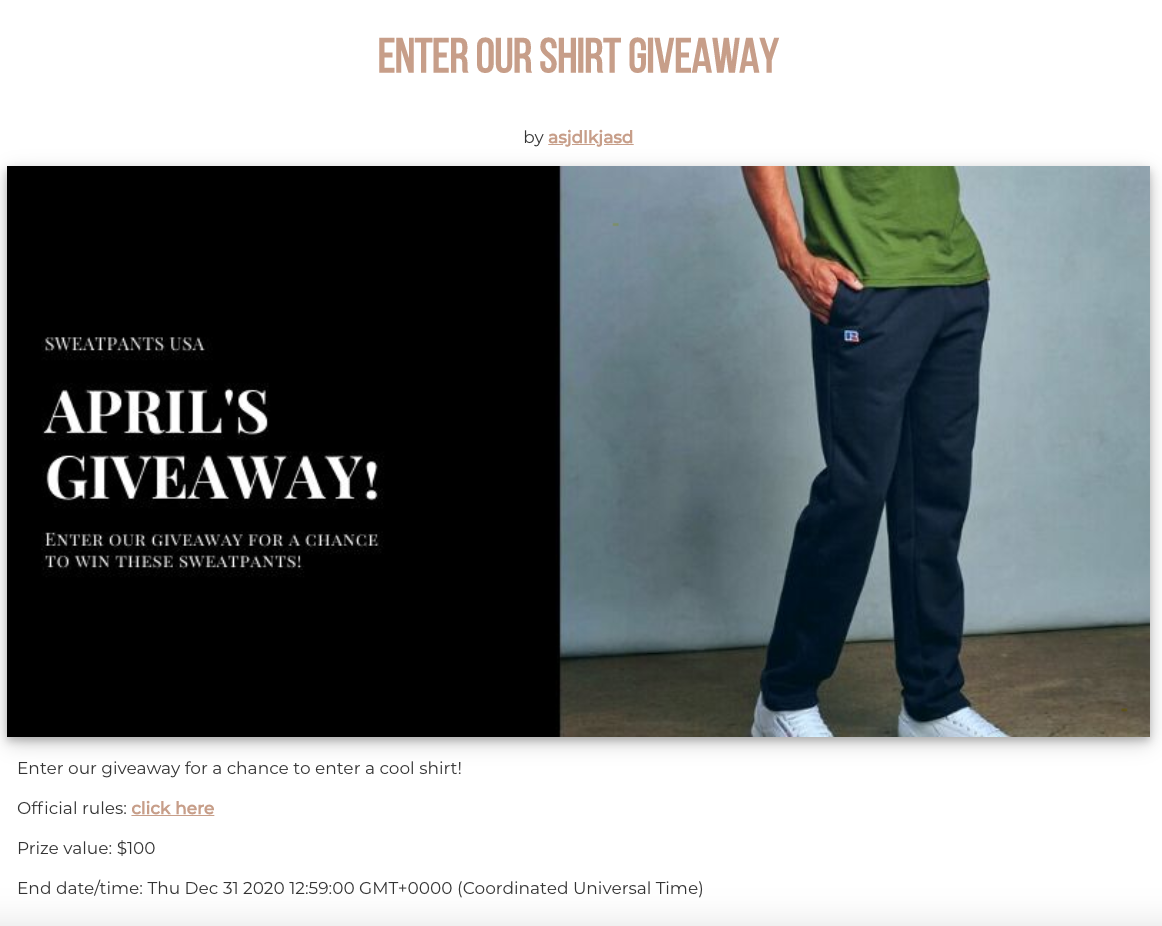 ENTER OUR SHIRT GIVEAWAY
by asjdlkjasd
SWEATPANTS USA
APRIL'S
GIVEAWAY!
ENTER OUR GIVEAWAY FOR A CHANCE
TO WIN THESE SWEATPANTS!
Enter our giveaway for a chance to enter a cool shirt!
Official rules: click here
Prize value: $100
End date/time: Thu Dec 31 2020 12:59:00 GMT+0000 (Coordinated Universal Time)